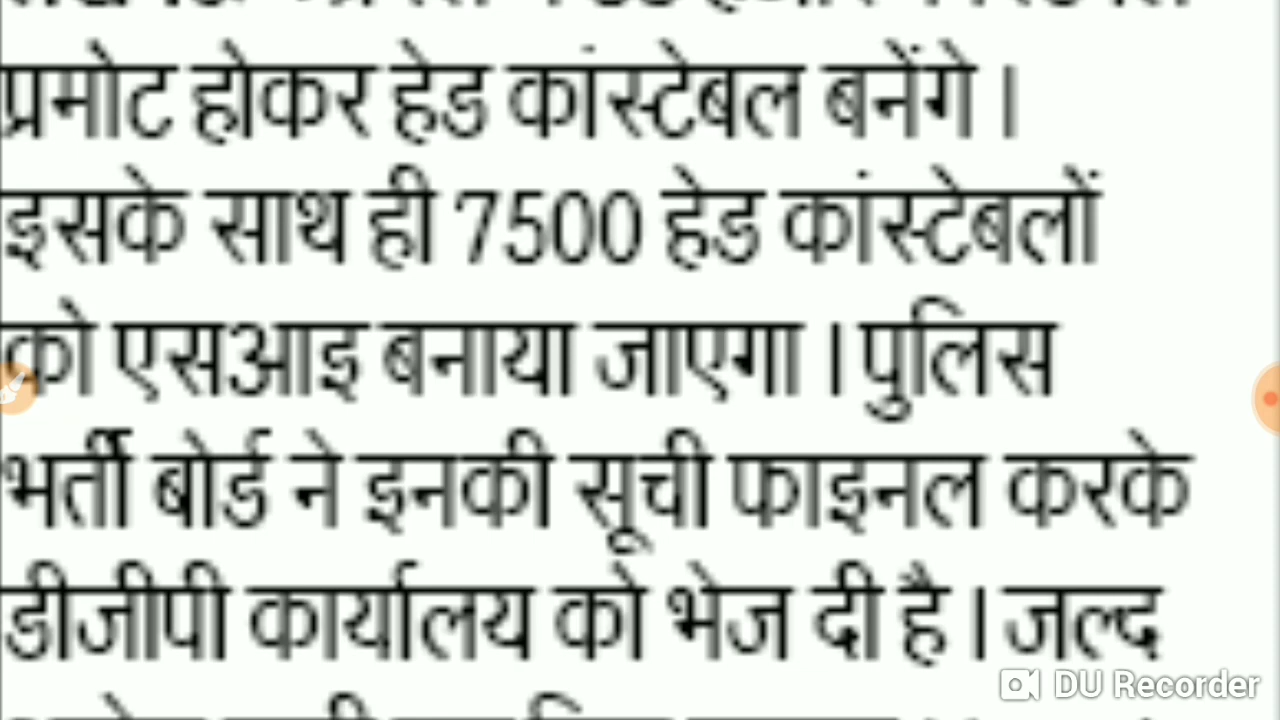 प्रमोट होकर हेड कांस्टेबल बनेंगे ।
इसके साथ ही 7500 हेड कांस्टेबलों
को एसआइ बनाया जाएगा । पुलिस
भर्ती बोर्ड ने इनकी सूची फाइनल करके
डीजीपी कार्यालय को भेज दी है । जल्द
DU Recorder